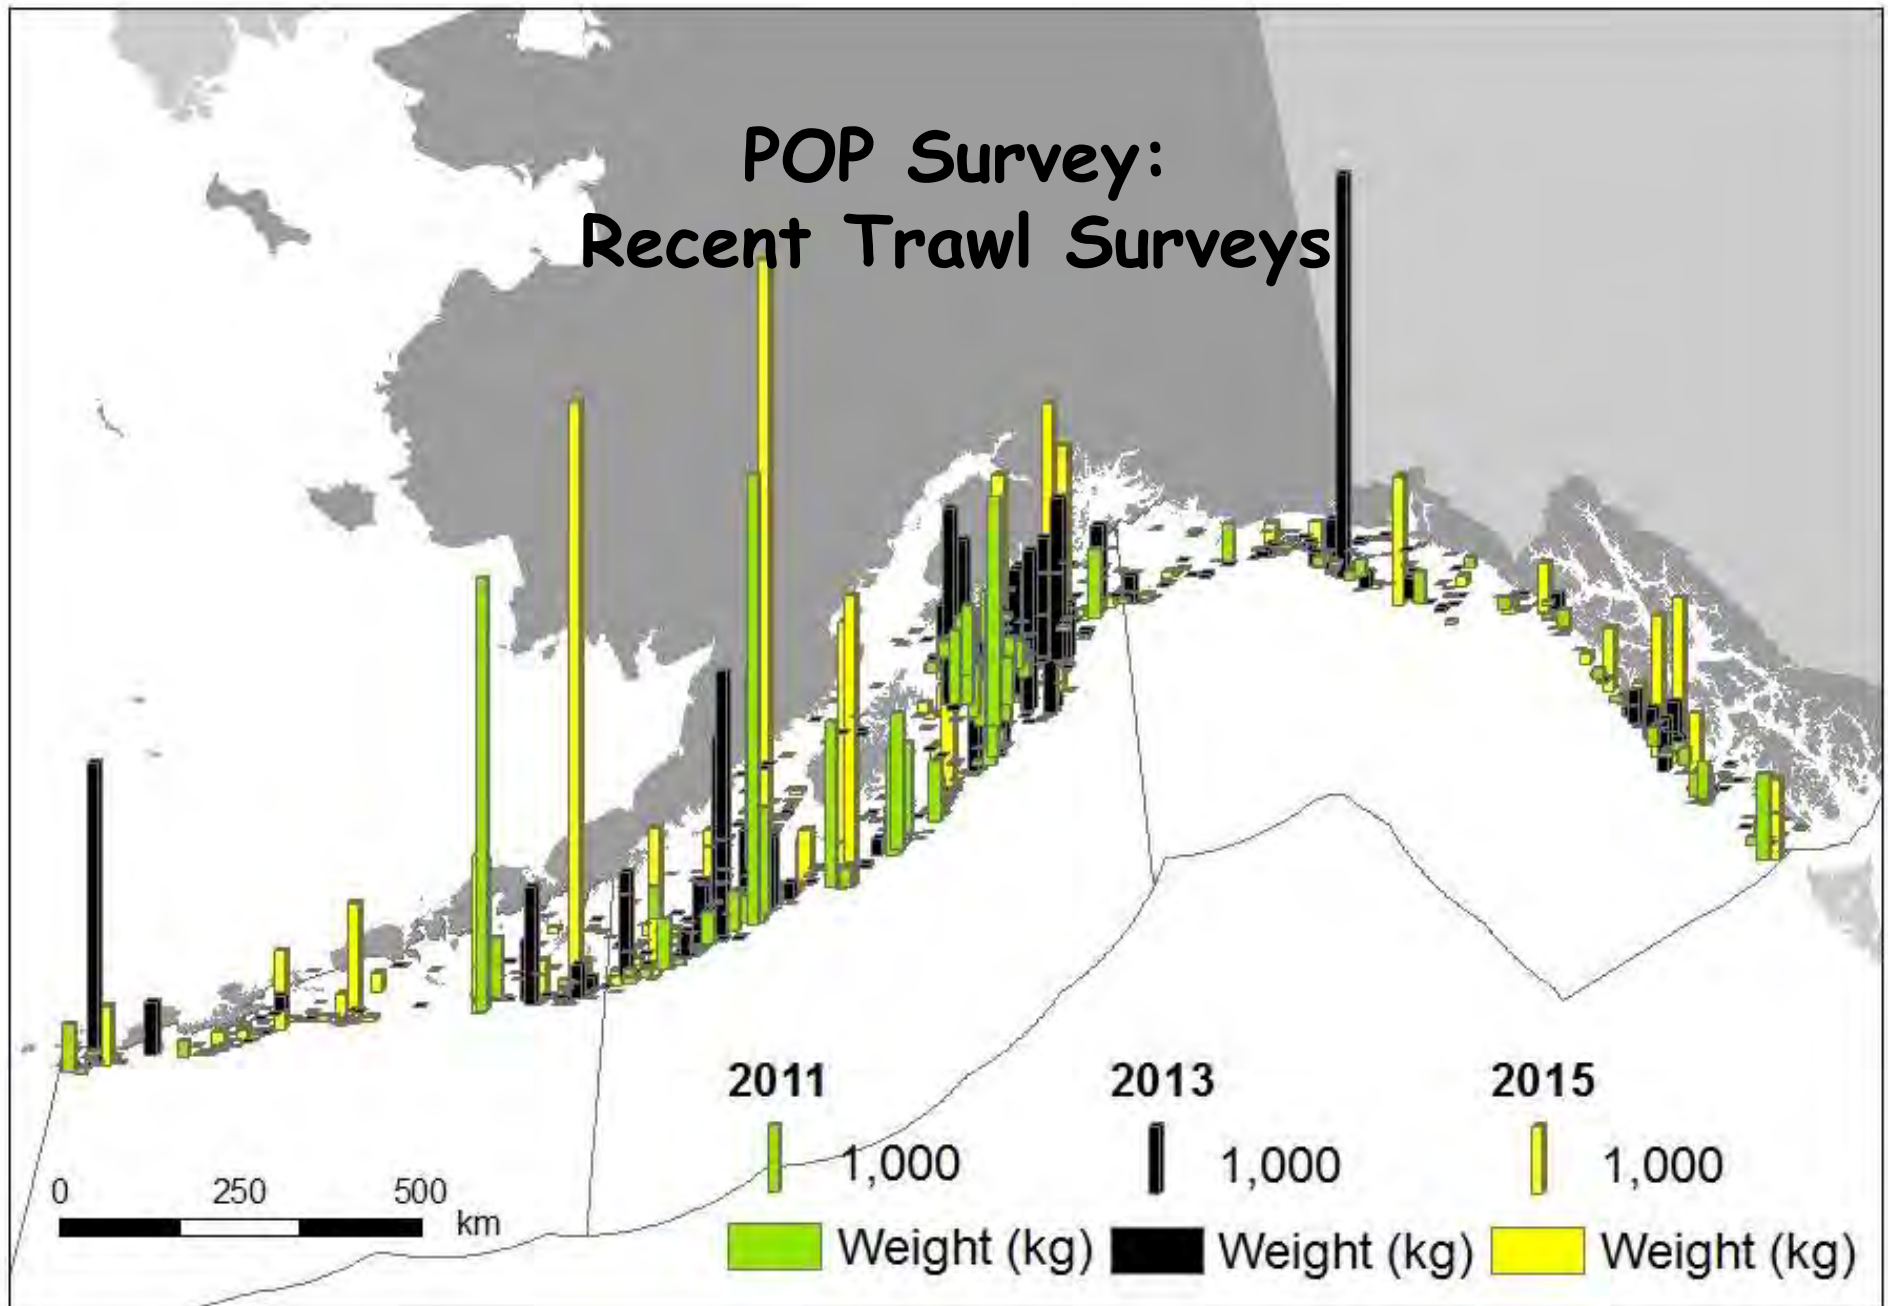 POP Survey:
Recent Trawl Surveys
2011 2013 2015
1,000 1,000 1,000
0 250 500
km
Weight (kg) Weight (kg) Weight (kg)